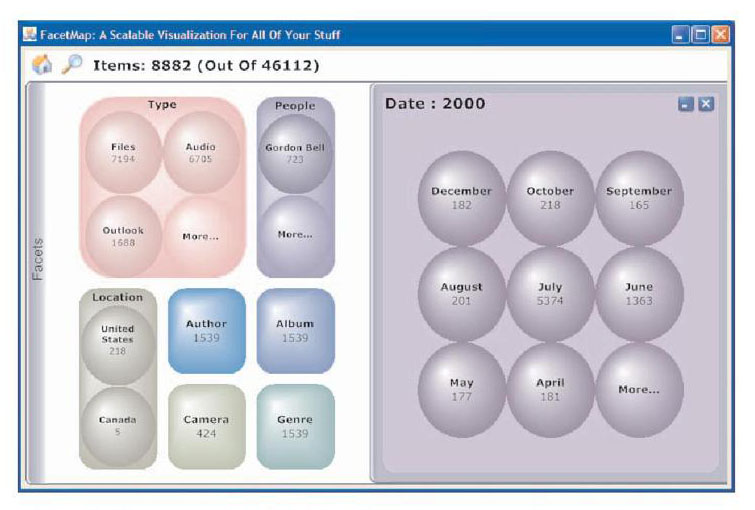 FacetMap: A Scalable Visualization For All Of Your Stuff
Items: 8882 (Out Of 46112)
Facets
Type
Files
7194
Audio
6705
Outlook
1688
More...
People
Gordon Bell
723
More...
Location
United
States
218
Canada
5
Author
1539
Album
1539
Camera
424
Genre
1539
Date : 2000
December
182
October
218
September
165
August
201
July
5374
June
1363
May
177
April
181
More...